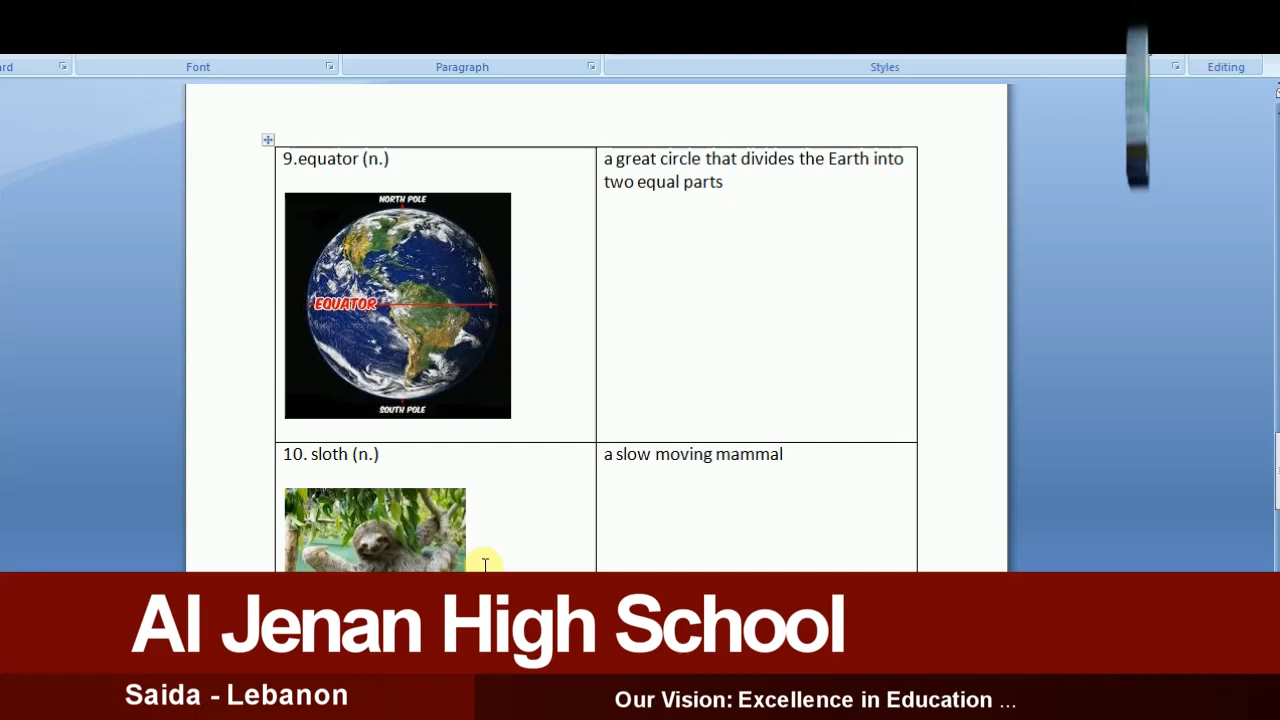 rd Font Paragraph Styles Editing
9.equator (n.)
a great circle that divides the Earth into
two equal parts
NORTH POLE
EQUATOR
SOUTH POLE
10. sloth (n.)
a slow moving mammal
Al Jenan High School
Saida - Lebanon
Our Vision: Excellence in Education ...